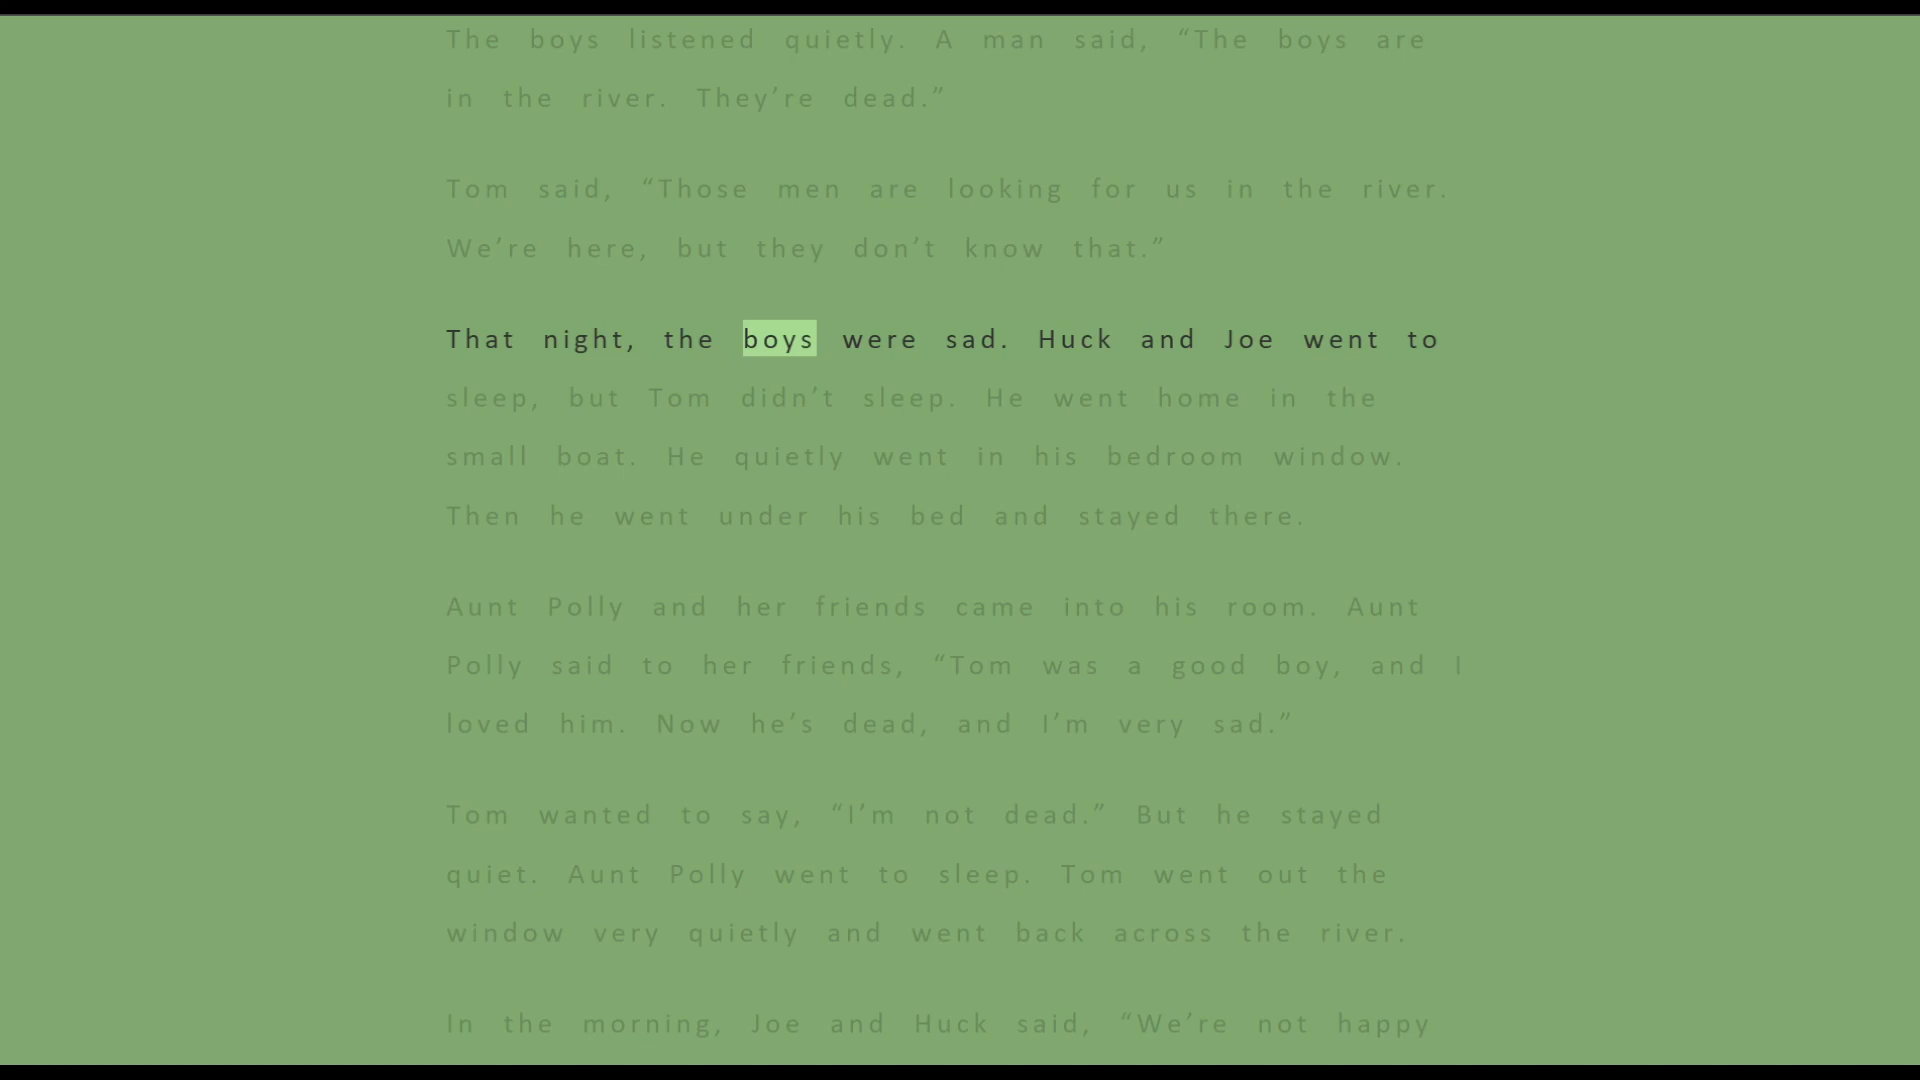 The boys listened quietly. A man said, “The boys are
in the river. They’re dead.”
Tom said, “Those men are looking for us in the river.
We’re here, but they don’t know that.”
That night, the boys were sad. Huck and Joe went to
sleep, but Tom didn’t sleep. He went home in the
small boat. He quietly went in his bedroom window.
Then he went under his bed and stayed there.
Aunt Polly and her friends came into his room. Aunt
Polly said to her friends, “Tom was a good boy, and I
loved him. Now he’s dead, and I’m very sad.”
Tom wanted to say, “I’m not dead.” But he stayed
quiet. Aunt Polly went to sleep. Tom went out the
window very quietly and went back across the river.
In the morning, Joe and Huck said, “We’re not happy